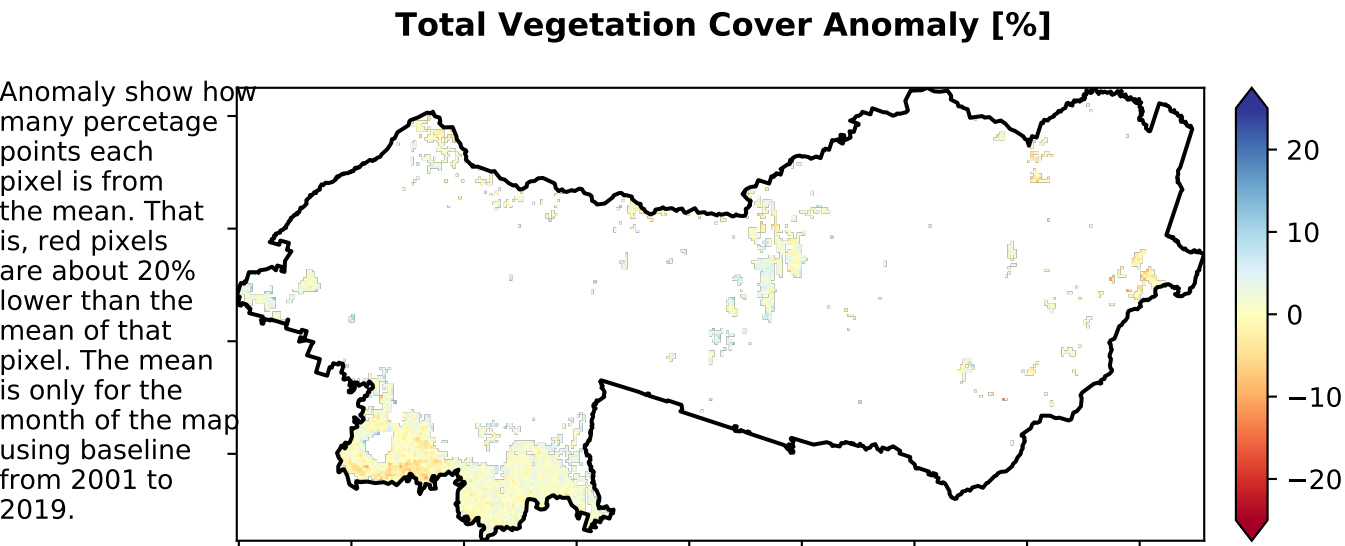 Total Vegetation Cover Anomaly [%]
Anomaly show how
many percetage
points each
pixel is from
the mean. That
is, red pixels
are about 20%
lower than the
mean of that
pixel. The mean
is only for the
month of the map
using baseline
from 2001 to
2019.
20
10
0
−10
−20